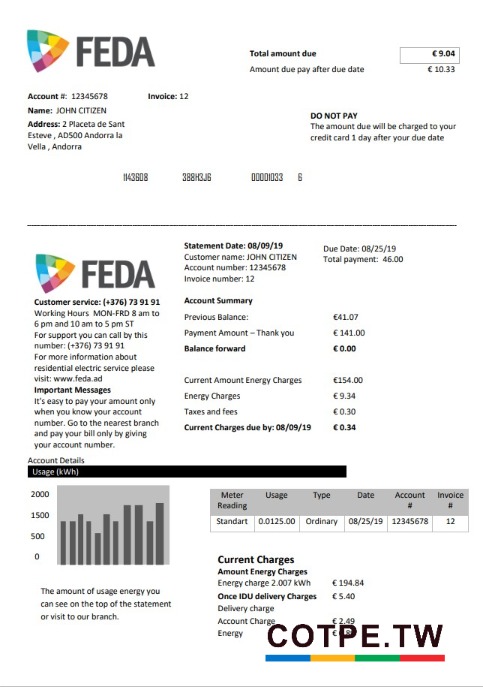 FEDA
Total amount due € 9.04
Amount due pay after due date € 10.33
Account #: 12345678 Invoice: 12
Name: JOHN CITIZEN
Address: 2 Placeta de Sant
Esteve , AD500 Andorra la
Vella , Andorra
DO NOT PAY
The amount due will be charged to your
credit card 1 day after your due date
1143608 388H3J6 00001033 6
FEDA
Customer service: (+376) 73 91 91
Working Hours MON-FRD 8 am to
6 pm and 10 am to 5 pm ST
For support you can call by this
number: (+376) 73 91 91
For more information about
residential electric service please
visit: www.feda.ad
Important Messages
It's easy to pay your amount only
when you know your account
number. Go to the nearest branch
and pay your bill only by giving
your account number.
Statement Date: 08/09/19
Customer name: JOHN CITIZEN
Account number: 12345678
Invoice number: 12
Due Date: 08/25/19
Total payment: 46.00
Account Summary
Previous Balance: €41.07
Payment Amount – Thank you € 141.00
Balance forward € 0.00
Current Amount Energy Charges €154.00
Energy Charges € 9.34
Taxes and fees € 0.30
Current Charges due by: 08/09/19 € 0.34
Account Details
Usage (kWh)
2000
1500
500
0
The amount of usage energy you
can see on the top of the statement
or visit to our branch.
Meter Reading Usage Type Date Account # Invoice #
Standart 0.0125.00 Ordinary 08/25/19 12345678 12
Current Charges
Amount Energy Charges
Energy charge 2.007 kWh € 194.84
Once IDU delivery Charges € 5.40
Delivery charge
Account Charge € 2.49
Energy
COTPE.TW